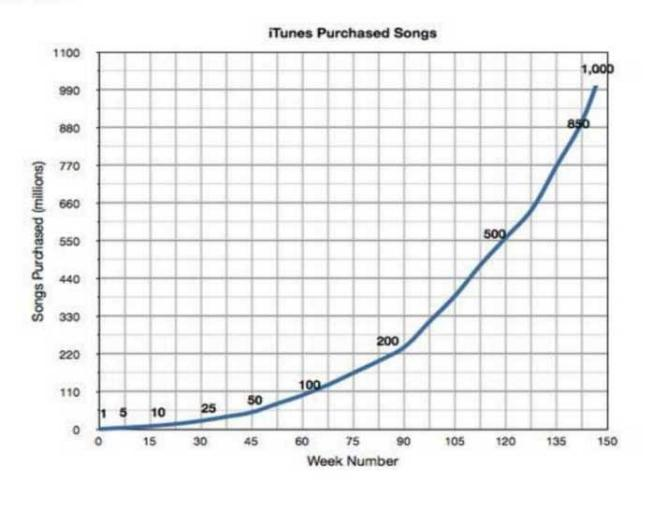 iTunes Purchased Songs
1100
990
880
770
660
550
440
330
220
110
0
Songs Purchased (millions)
1 5 10 25 50 100 200 500 850 1,000
0 15 30 45 60 75 90 105 120 135 150
Week Number